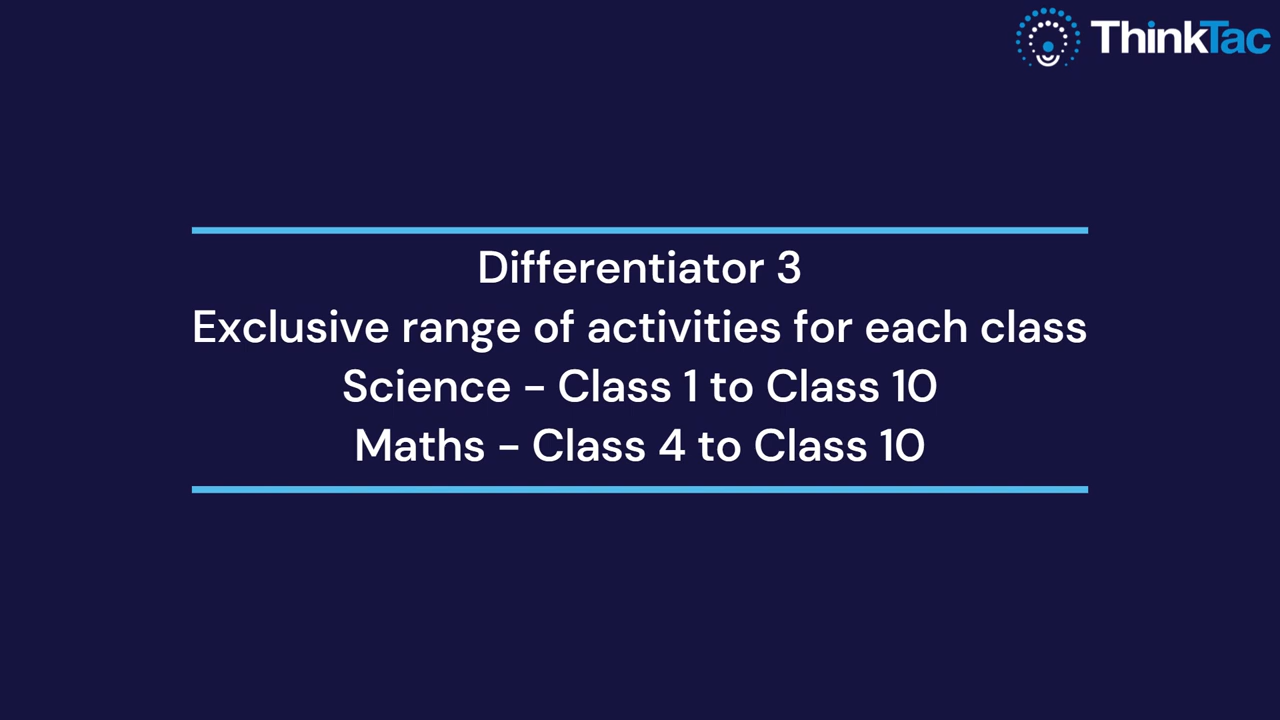 ThinkTac
Differentiator 3
Exclusive range of activities for each class
Science - Class 1 to Class 10
Maths - Class 4 to Class 10